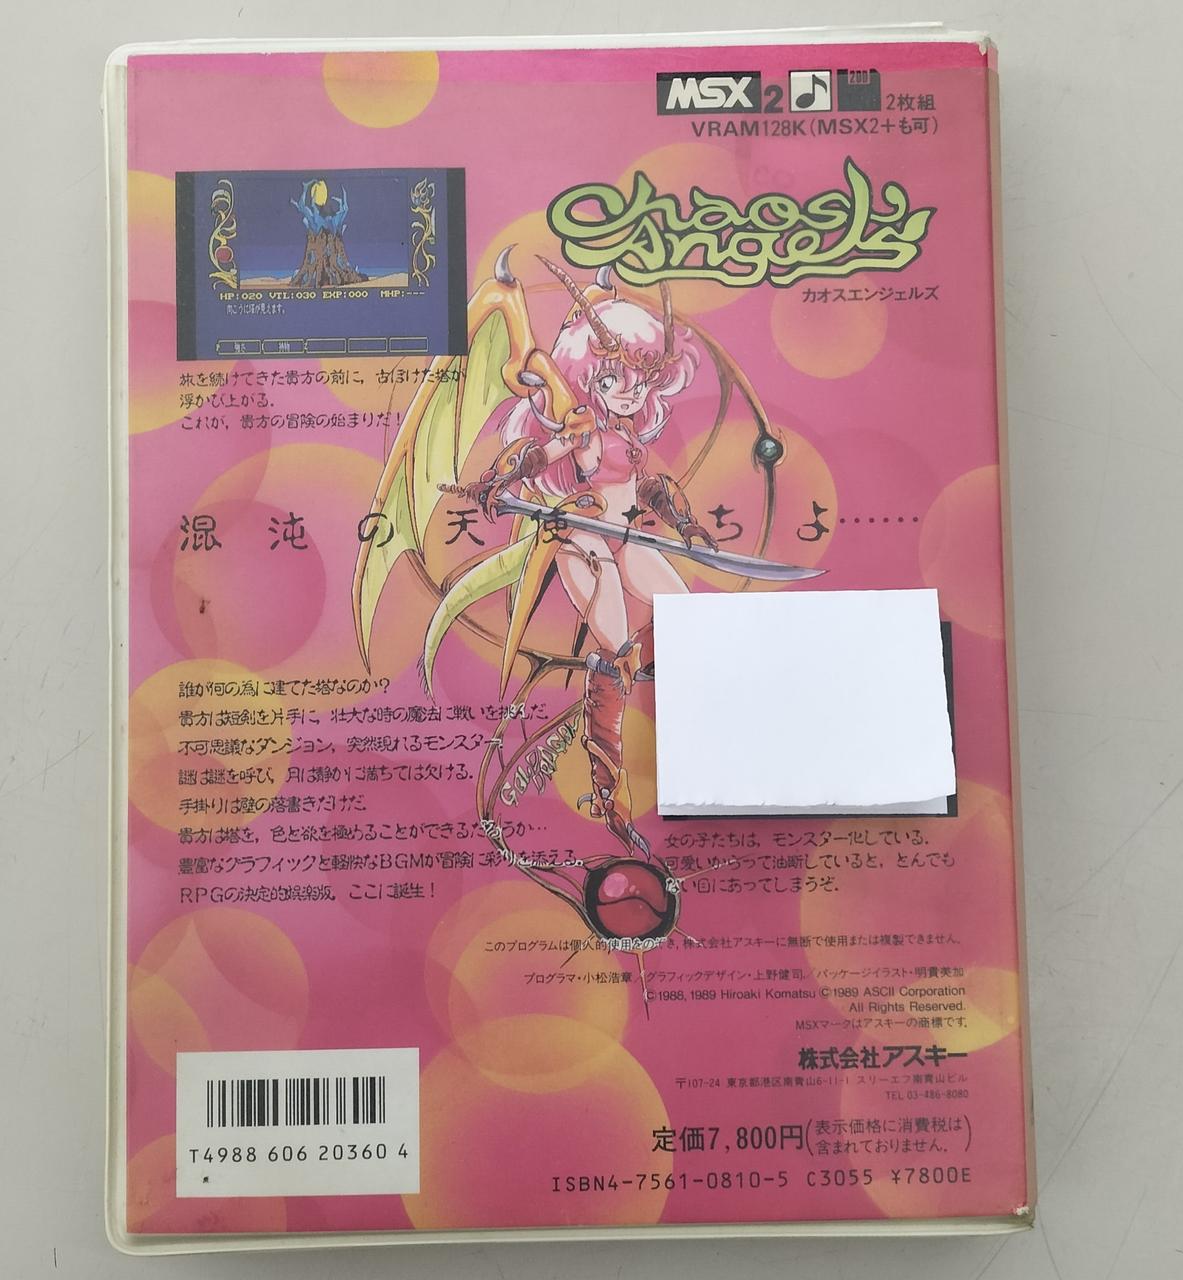 MSX 2 2DD 2枚組
VRAM128K(MSX2+も可)
Chaos Angels
カオスエンジェルズ
HP:020 VTL:030 EXP:000 MHP:---
向こうに塔が見えます。
旅を続けてきた貴方の前に，古ぼけた塔が
浮かび上がる．
これが，貴方の冒険の始まりだ！
混沌の天使たちよ……
誰が何の為に建てた塔なのか？
貴方は短剣を片手に，壮大な時の魔法に戦いを挑んだ．
不可思議なダンジョン，突然現れるモンスター．
謎は謎を呼び，月は静かに満ちては欠ける．
手掛りは壁の落書きだけだ．
貴方は塔を，色と欲を極めることができるだろうか…
豊富なグラフィックと軽快なBGMが冒険に彩りを添える．
RPGの決定的娯楽版，ここに誕生！
女の子たちは，モンスター化している．
可愛いからって油断していると，とんでも
ない目にあってしまうぞ．
このプログラムは個人的使用をのぞき，株式会社アスキーに無断で使用または複製できません．
プログラマ・小松浩章／グラフィックデザイン・上野健司／パッケージイラスト・明貴美加
©1988, 1989 Hiroaki Komatsu ©1989 ASCII Corporation
All Rights Reserved.
MSXマークはアスキーの商標です．
株式会社アスキー
〒107-24 東京都港区南青山6-11-1 スリーエフ南青山ビル
TEL 03-486-8080
定価7,800円(表示価格に消費税は
含まれておりません．)
T4988 606 20360 4
ISBN4-7561-0810-5 C3055 ¥7800E